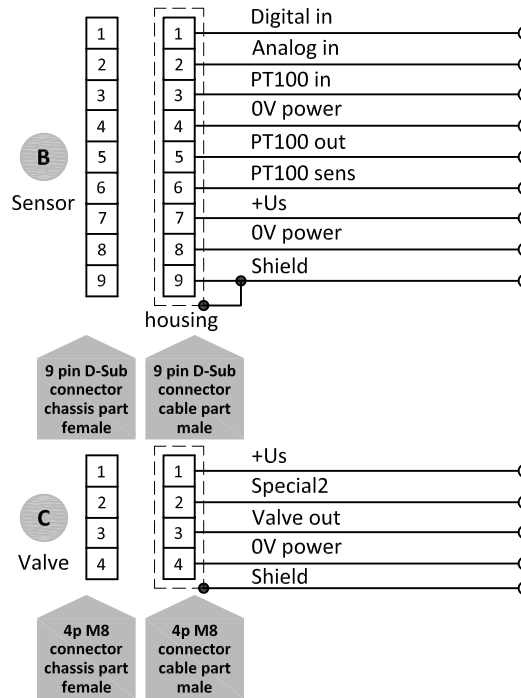 Digital in
1 1
Analog in
2 2
PT100 in
3 3
0V power
4 4
PT100 out
B 5 5
PT100 sens
Sensor 6 6
+Us
7 7
0V power
8 8
Shield
9 9
housing
9 pin D-Sub
connector
chassis part
female
9 pin D-Sub
connector
cable part
male
+Us
1 1
Special2
C 2 2
Valve out
3 3
0V power
Valve 4 4
Shield
4p M8
connector
chassis part
female
4p M8
connector
cable part
male